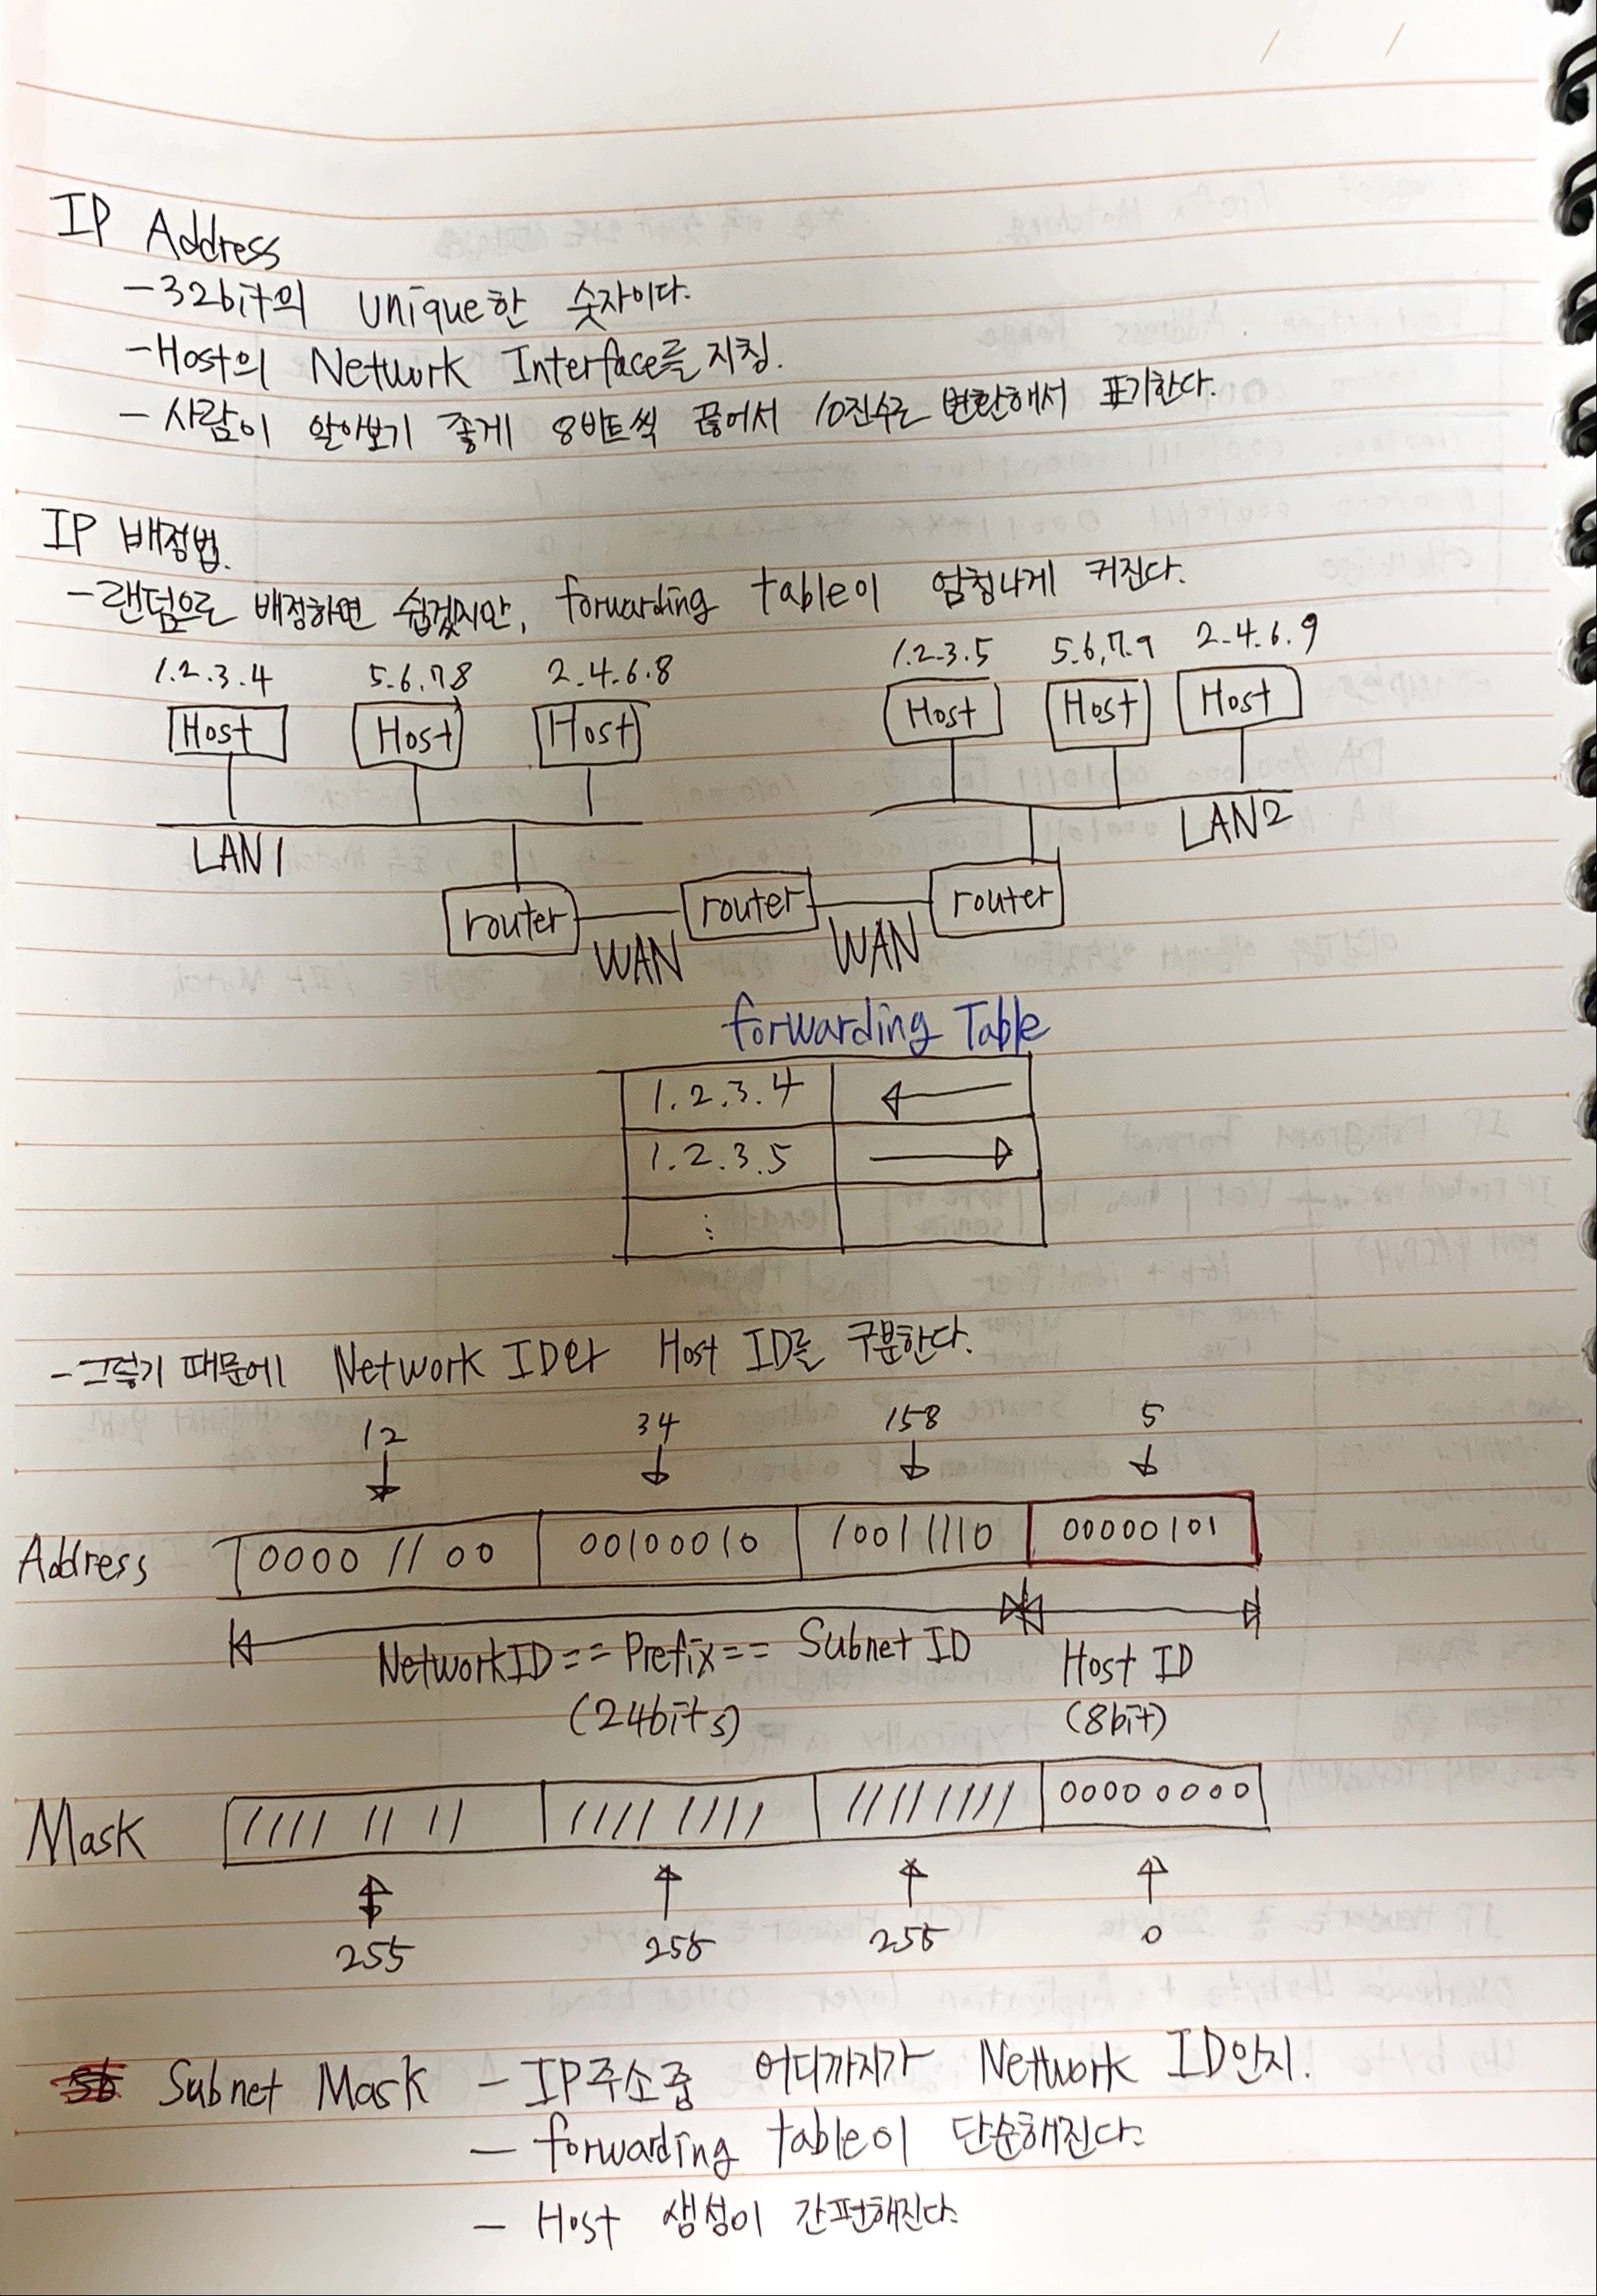 IP Address
-32bit의 unique한 숫자이다.
-Host의 Network Interface를 지칭.
- 사람이 알아보기 좋게 8비트씩 끊어서 10진수로 변환해서 표기한다.
IP 배정법.
-랜덤으로 배정하면 쉽겠지만, forwarding table이 엄청나게 커진다.
1.2.3.4 5.6.7.8 2.4.6.8 1.2.3.5 5.6.7.9 2.4.6.9
Host Host Host Host Host Host
LAN1 LAN2
router router router
WAN WAN
forwarding Table
1.2.3.4 ←
1.2.3.5 →
⋮
-그렇기 때문에 Network ID와 Host ID를 구분한다.
12 34 158 5
Address 00001100 00100010 10011110 00000101
NetworkID == Prefix == Subnet ID Host ID
(24bits) (8bit)
Mask 11111111 11111111 11111111 00000000
255 255 255 0
Subnet Mask - IP주소중 어디까지가 Network ID인지.
- forwarding table이 단순해진다.
- Host 생성이 간편해진다.